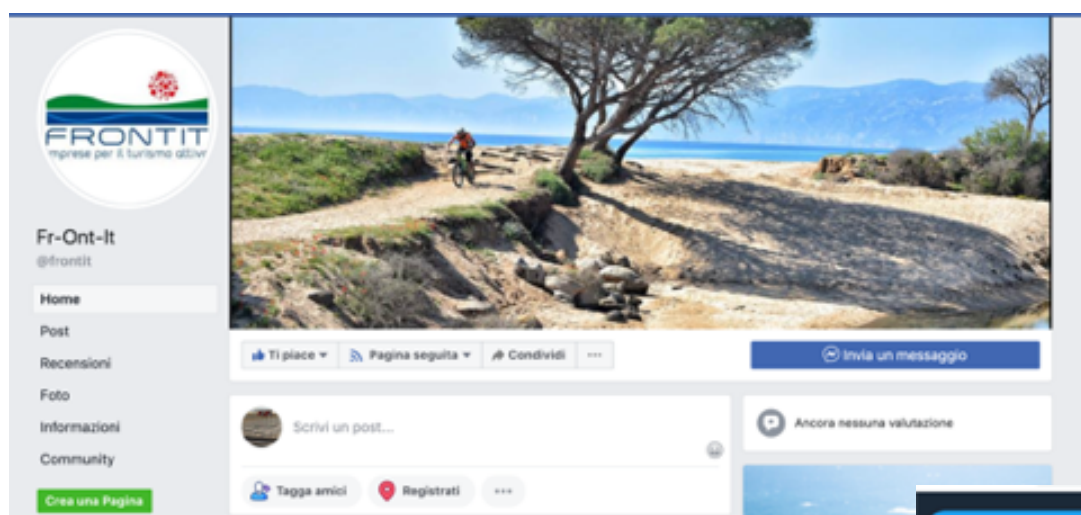 FRONTIT
imprese per il turismo attivo
Fr-Ont-It
@frontit
Home
Post
Recensioni
Foto
Informazioni
Community
Crea una Pagina
Ti piace
Pagina seguita
Condividi
Invia un messaggio
Scrivi un post...
Tagga amici
Registrati
Ancora nessuna valutazione